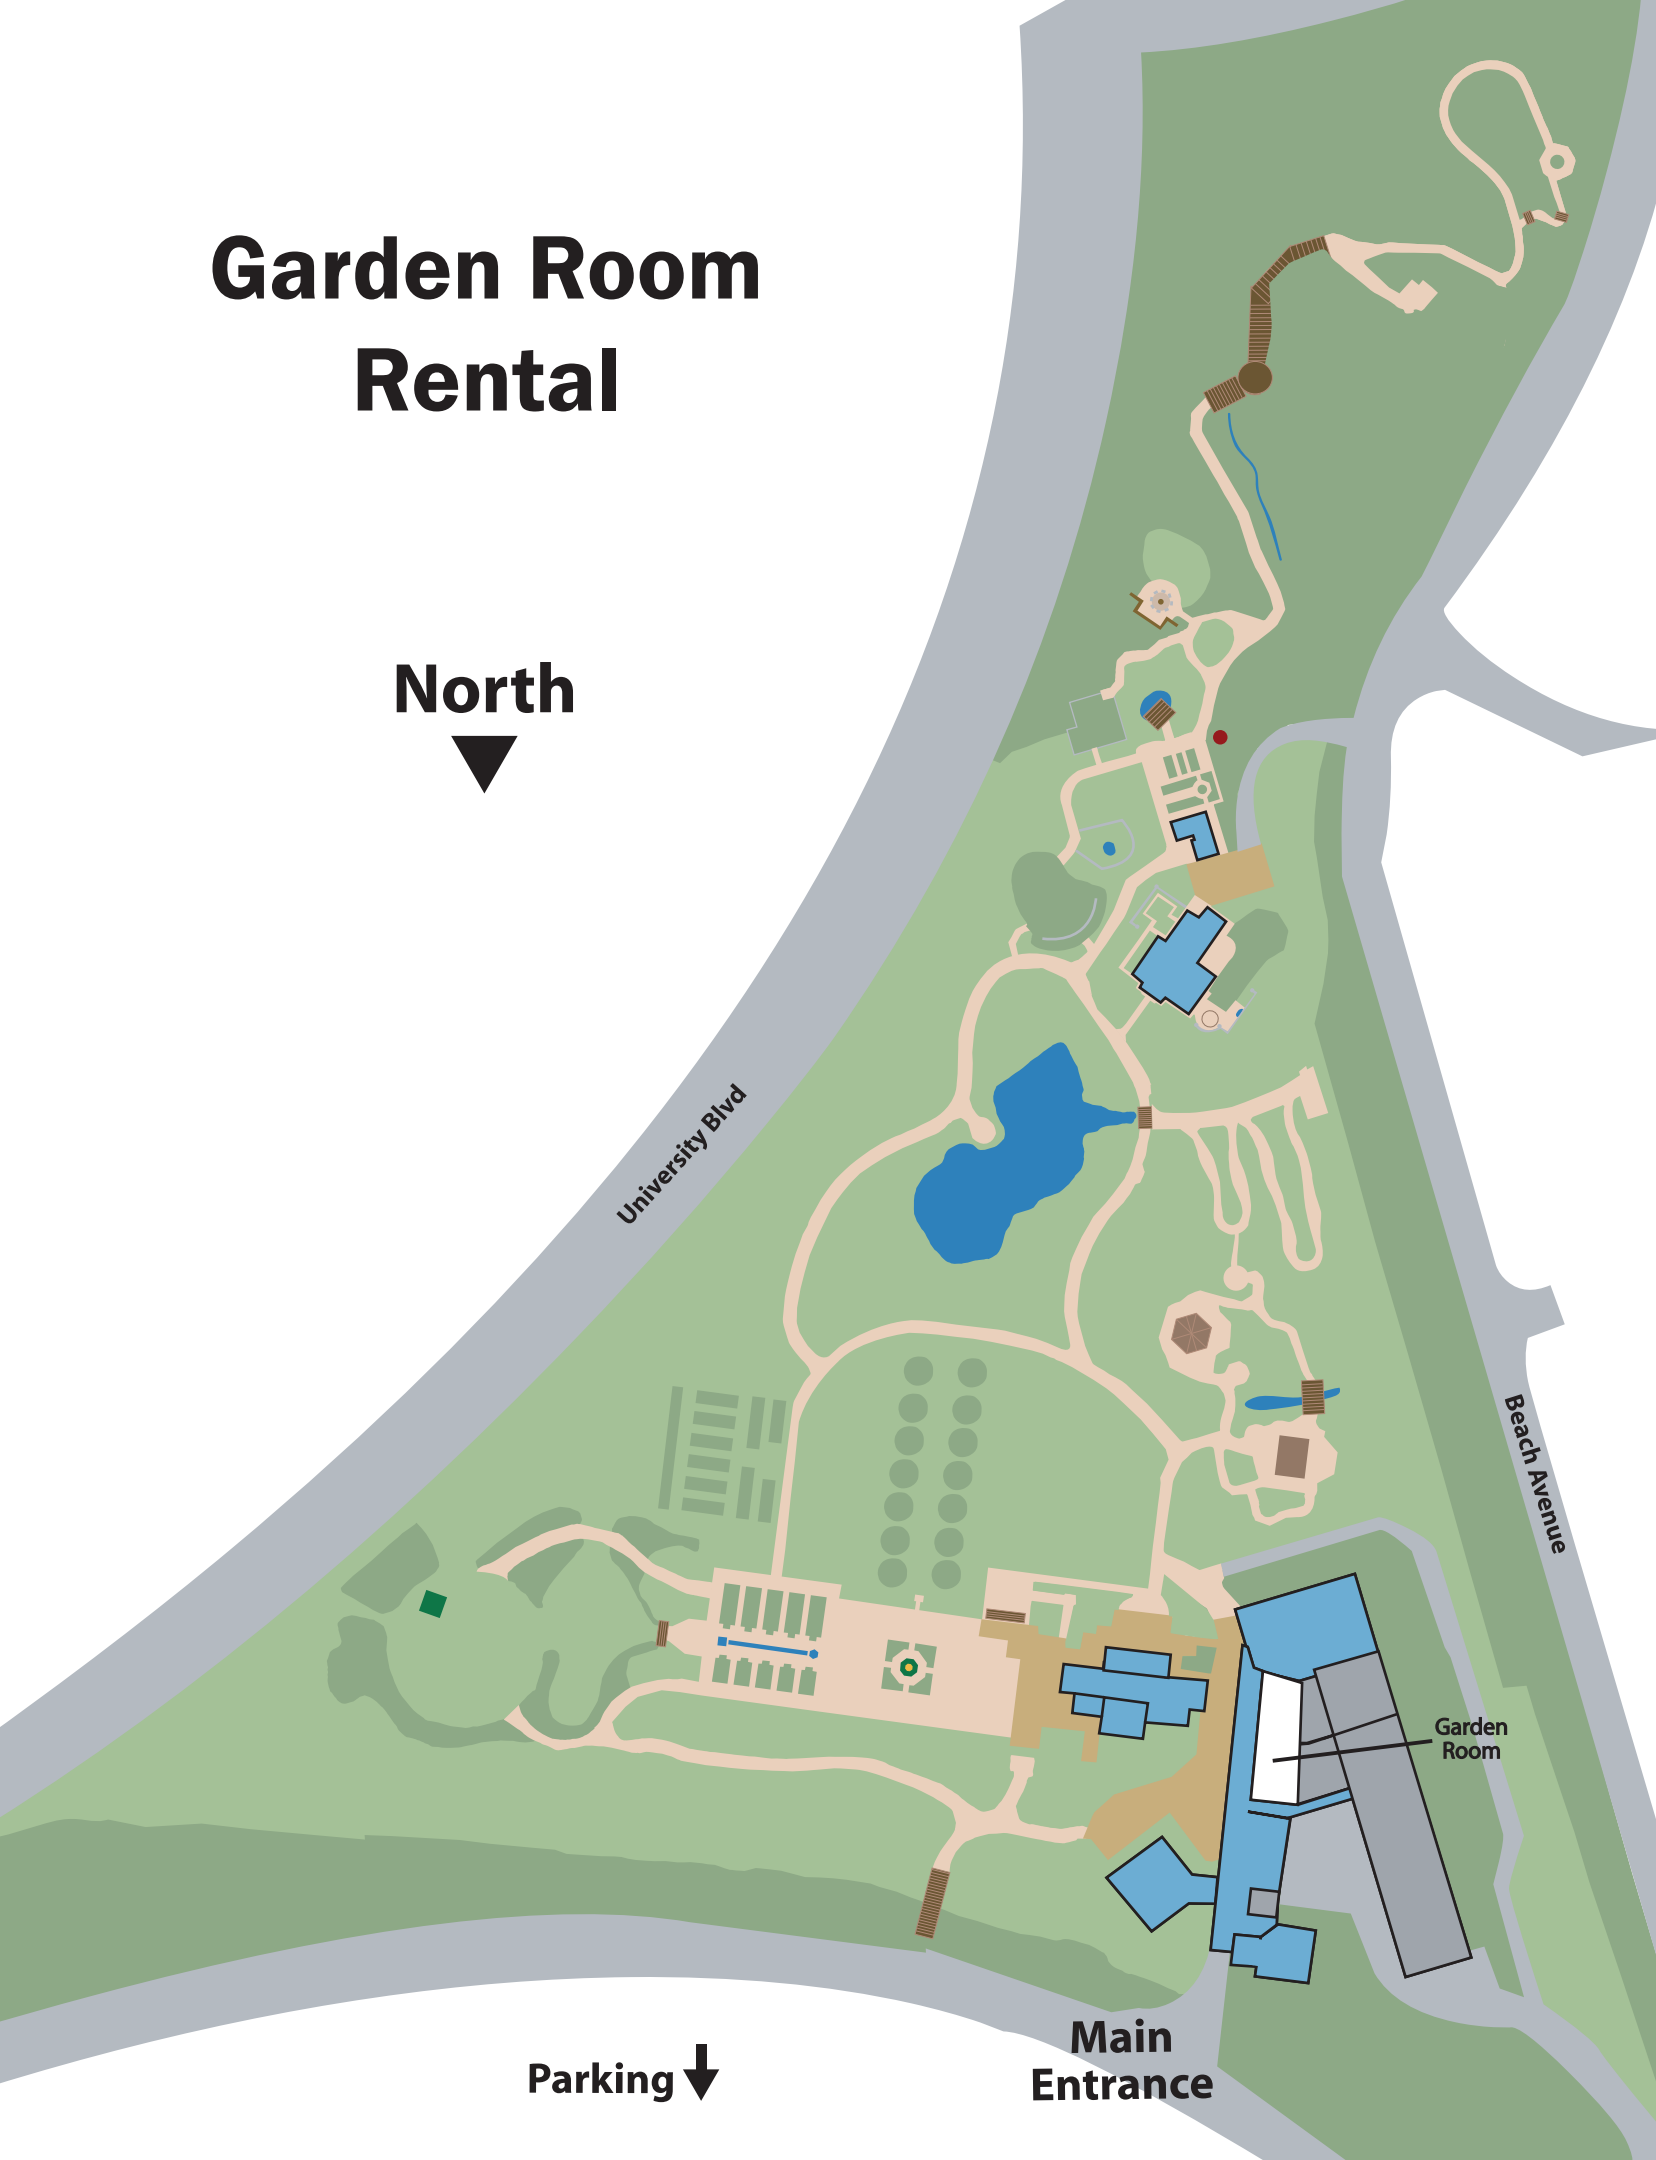 Garden Room
Rental
North
University Blvd
Beach Avenue
Garden
Room
Main
Entrance
Parking